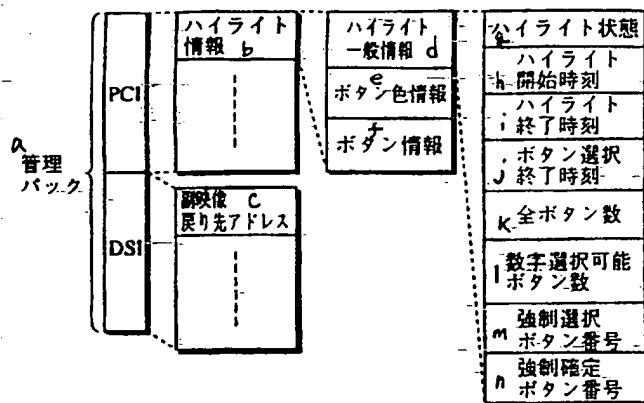 a
管理
パック
PCI
DSI
ハイライト
情報 b
副映像 c
戻り先アドレス
ハイライト
一般情報 d
e
ボタン色情報
f
ボタン情報
g
ハイライト状態
ハイライト
h 開始時刻
ハイライト
i 終了時刻
ボタン選択
j 終了時刻
k 全ボタン数
l 数字選択可能
ボタン数
強制選択
m ボタン番号
強制確定
n ボタン番号